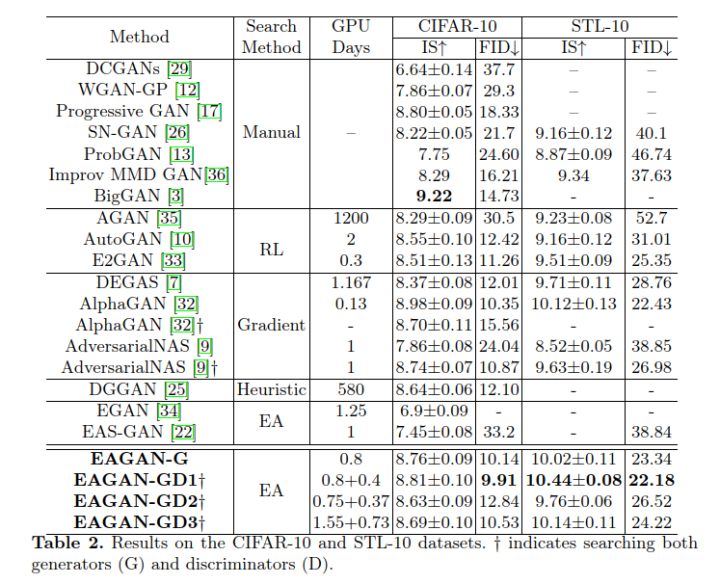 Method Search Method GPU Days CIFAR-10 STL-10
IS↑ FID↓ IS↑ FID↓
DCGANs [29] 6.64±0.14 37.7 – –
WGAN-GP [12] 7.86±0.07 29.3 – –
Progressive GAN [17] 8.80±0.05 18.33 – –
SN-GAN [26] Manual – 8.22±0.05 21.7 9.16±0.12 40.1
ProbGAN [13] 7.75 24.60 8.87±0.09 46.74
Improv MMD GAN[36] 8.29 16.21 9.34 37.63
BigGAN [3] 9.22 14.73 - -
AGAN [35] 1200 8.29±0.09 30.5 9.23±0.08 52.7
AutoGAN [10] RL 2 8.55±0.10 12.42 9.16±0.12 31.01
E2GAN [33] 0.3 8.51±0.13 11.26 9.51±0.09 25.35
DEGAS [7] 1.167 8.37±0.08 12.01 9.71±0.11 28.76
AlphaGAN [32] 0.13 8.98±0.09 10.35 10.12±0.13 22.43
AlphaGAN [32]† Gradient - 8.70±0.11 15.56 - -
AdversarialNAS [9] 1 7.86±0.08 24.04 8.52±0.05 38.85
AdversarialNAS [9]† 1 8.74±0.07 10.87 9.63±0.19 26.98
DGGAN [25] Heuristic 580 8.64±0.06 12.10 - -
EGAN [34] EA 1.25 6.9±0.09 - - -
EAS-GAN [22] 1 7.45±0.08 33.2 - 38.84
EAGAN-G 0.8 8.76±0.09 10.14 10.02±0.11 23.34
EAGAN-GD1† EA 0.8+0.4 8.81±0.10 9.91 10.44±0.08 22.18
EAGAN-GD2† 0.75+0.37 8.63±0.09 12.84 9.76±0.06 26.52
EAGAN-GD3† 1.55+0.73 8.69±0.10 10.53 10.14±0.11 24.22
Table 2. Results on the CIFAR-10 and STL-10 datasets. † indicates searching both
generators (G) and discriminators (D).